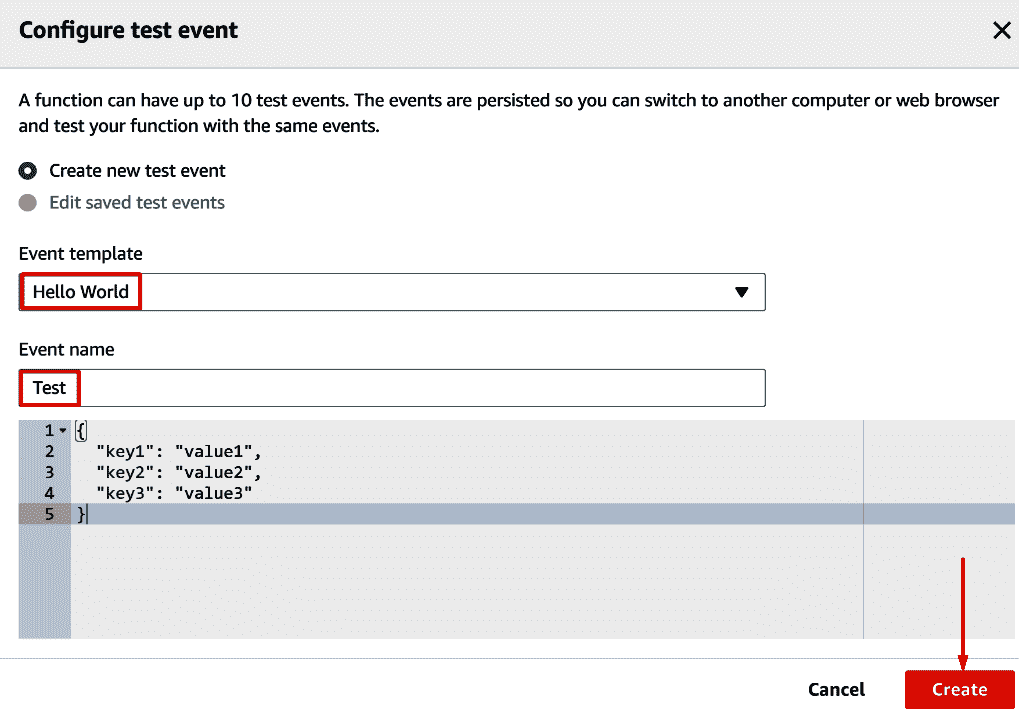 Configure test event
A function can have up to 10 test events. The events are persisted so you can switch to another computer or web browser
and test your function with the same events.
Create new test event
Edit saved test events
Event template
Hello World
Event name
Test
1 {
2 "key1": "value1",
3 "key2": "value2",
4 "key3": "value3"
5 }
Cancel Create